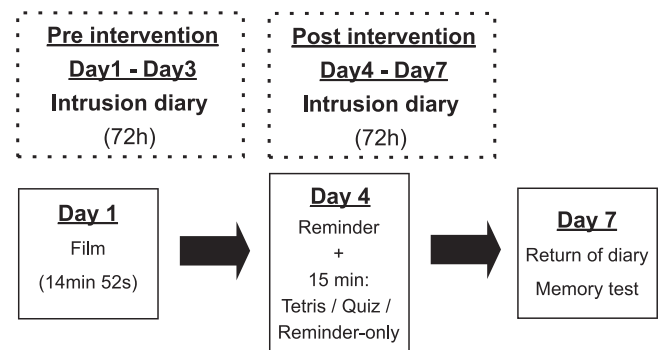 Pre intervention
Day1 - Day3
Intrusion diary
(72h)
Post intervention
Day4 - Day7
Intrusion diary
(72h)
Day 1
Film
(14min 52s)
Day 4
Reminder
+
15 min:
Tetris / Quiz /
Reminder-only
Day 7
Return of diary
Memory test